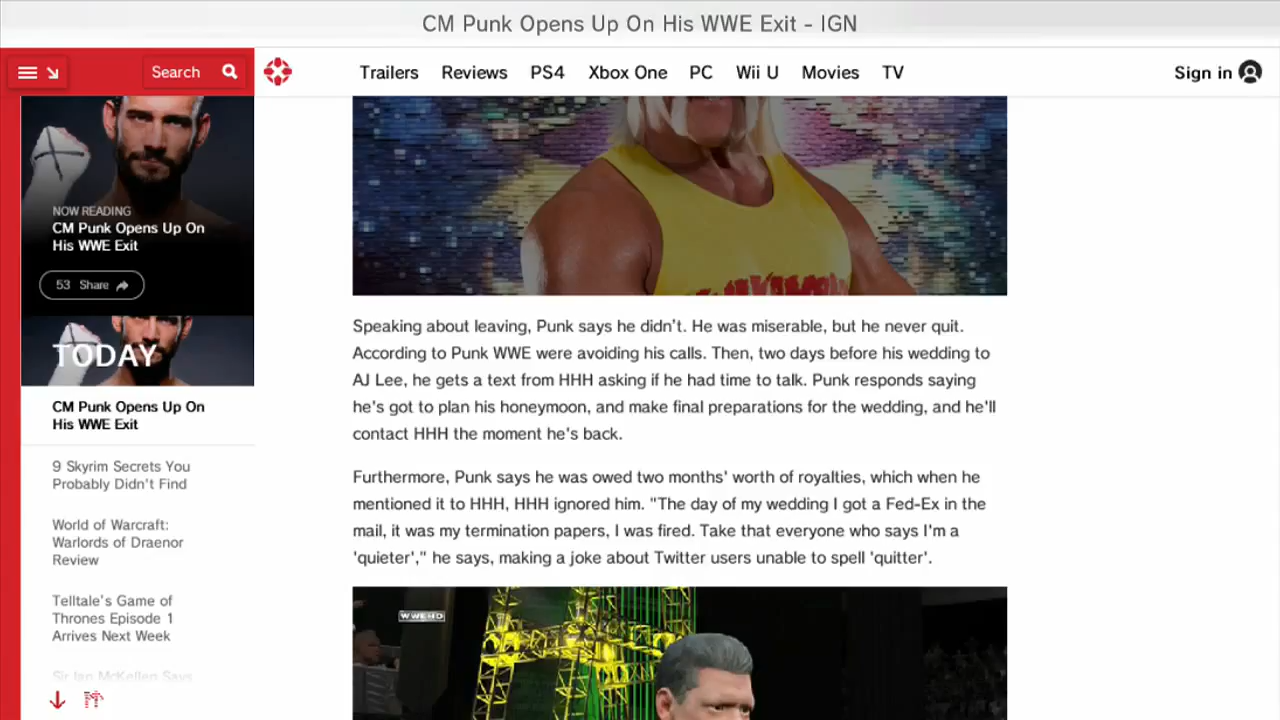 CM Punk Opens Up On His WWE Exit - IGN
Search
Trailers
Reviews
PS4
Xbox One
PC
Wii U
Movies
TV
Sign in
NOW READING
CM Punk Opens Up On
His WWE Exit
53 Share
TODAY
CM Punk Opens Up On
His WWE Exit
9 Skyrim Secrets You
Probably Didn't Find
World of Warcraft:
Warlords of Draenor
Review
Telltale's Game of
Thrones Episode 1
Arrives Next Week
Sir Ian McKellen Says
Speaking about leaving, Punk says he didn't. He was miserable, but he never quit.
According to Punk WWE were avoiding his calls. Then, two days before his wedding to
AJ Lee, he gets a text from HHH asking if he had time to talk. Punk responds saying
he's got to plan his honeymoon, and make final preparations for the wedding, and he'll
contact HHH the moment he's back.
Furthermore, Punk says he was owed two months' worth of royalties, which when he
mentioned it to HHH, HHH ignored him. "The day of my wedding I got a Fed-Ex in the
mail, it was my termination papers, I was fired. Take that everyone who says I'm a
'quieter'," he says, making a joke about Twitter users unable to spell 'quitter'.
WWE HD